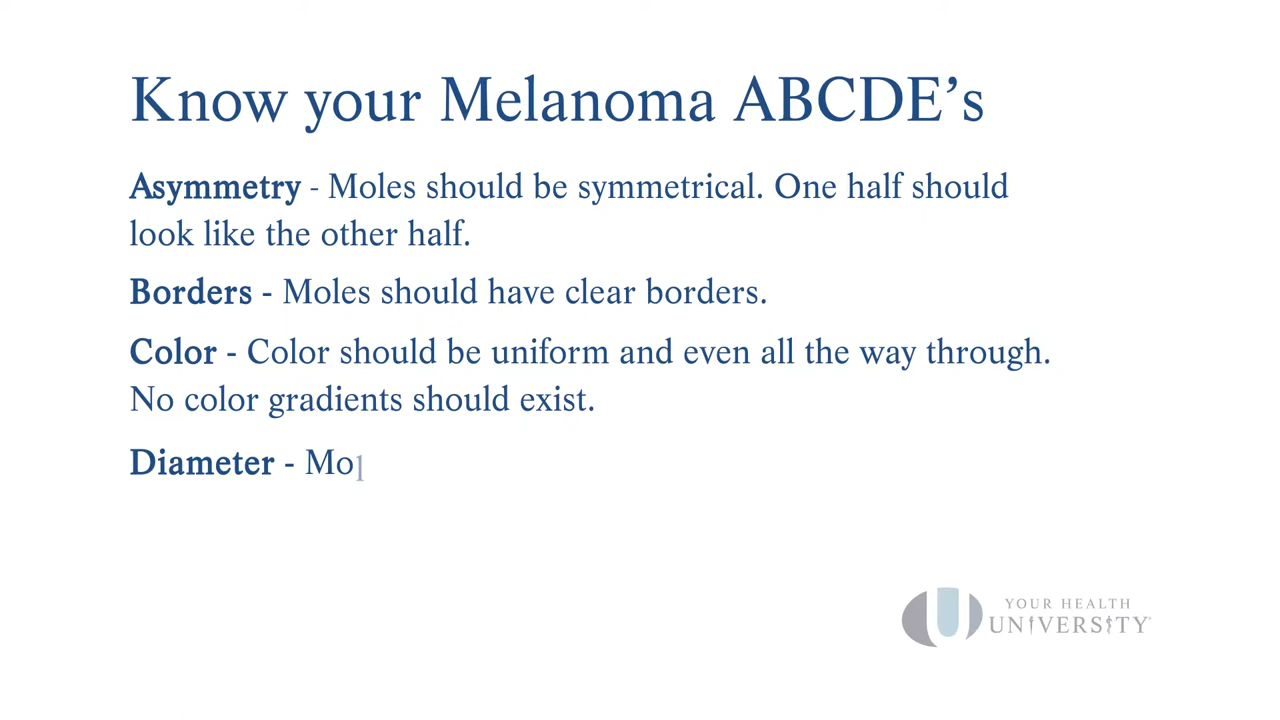 Know your Melanoma ABCDE’s
Asymmetry - Moles should be symmetrical. One half should
look like the other half.
Borders - Moles should have clear borders.
Color - Color should be uniform and even all the way through.
No color gradients should exist.
Diameter - Mol
YOUR HEALTH
UNIVERSITY